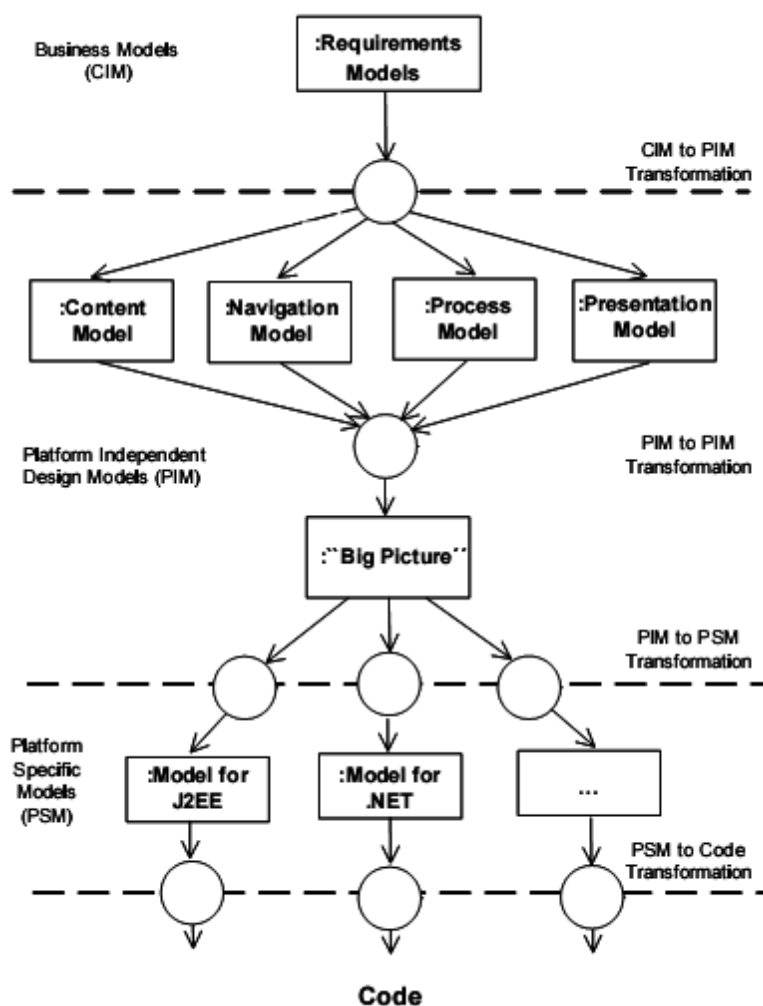 Business Models
(CIM)
:Requirements
Models
CIM to PIM
Transformation
:Content
Model
:Navigation
Model
:Process
Model
:Presentation
Model
Platform Independent
Design Models (PIM)
PIM to PIM
Transformation
:``Big Picture´´
PIM to PSM
Transformation
Platform
Specific
Models
(PSM)
:Model for
J2EE
:Model for
.NET
...
PSM to Code
Transformation
Code